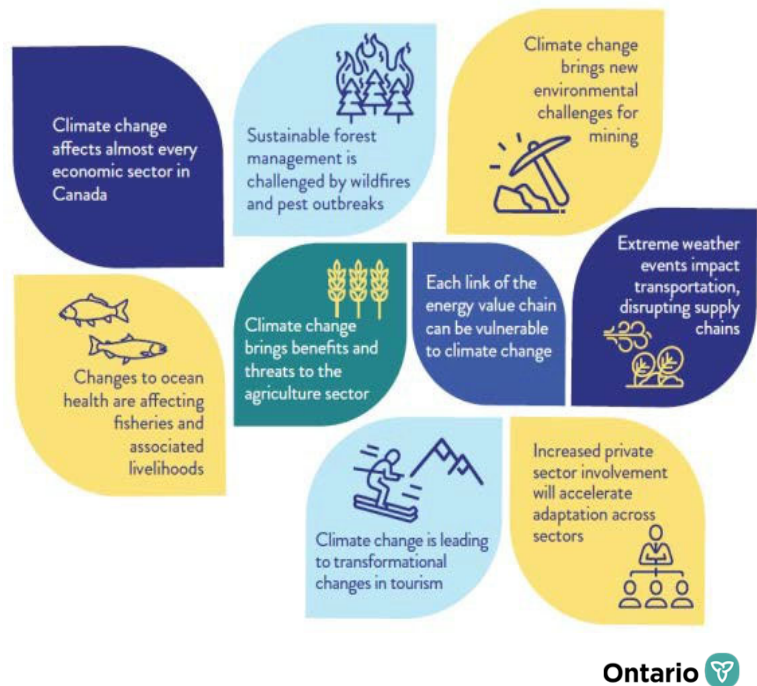 Climate change
affects almost every
economic sector in
Canada
Sustainable forest
management is
challenged by wildfires
and pest outbreaks
Climate change
brings new
environmental
challenges for
mining
Changes to ocean
health are affecting
fisheries and
associated
livelihoods
Climate change
brings benefits and
threats to the
agriculture sector
Each link of the
energy value chain
can be vulnerable
to climate change
Extreme weather
events impact
transportation,
disrupting supply
chains
Climate change is leading
to transformational
changes in tourism
Increased private
sector involvement
will accelerate
adaptation across
sectors
Ontario